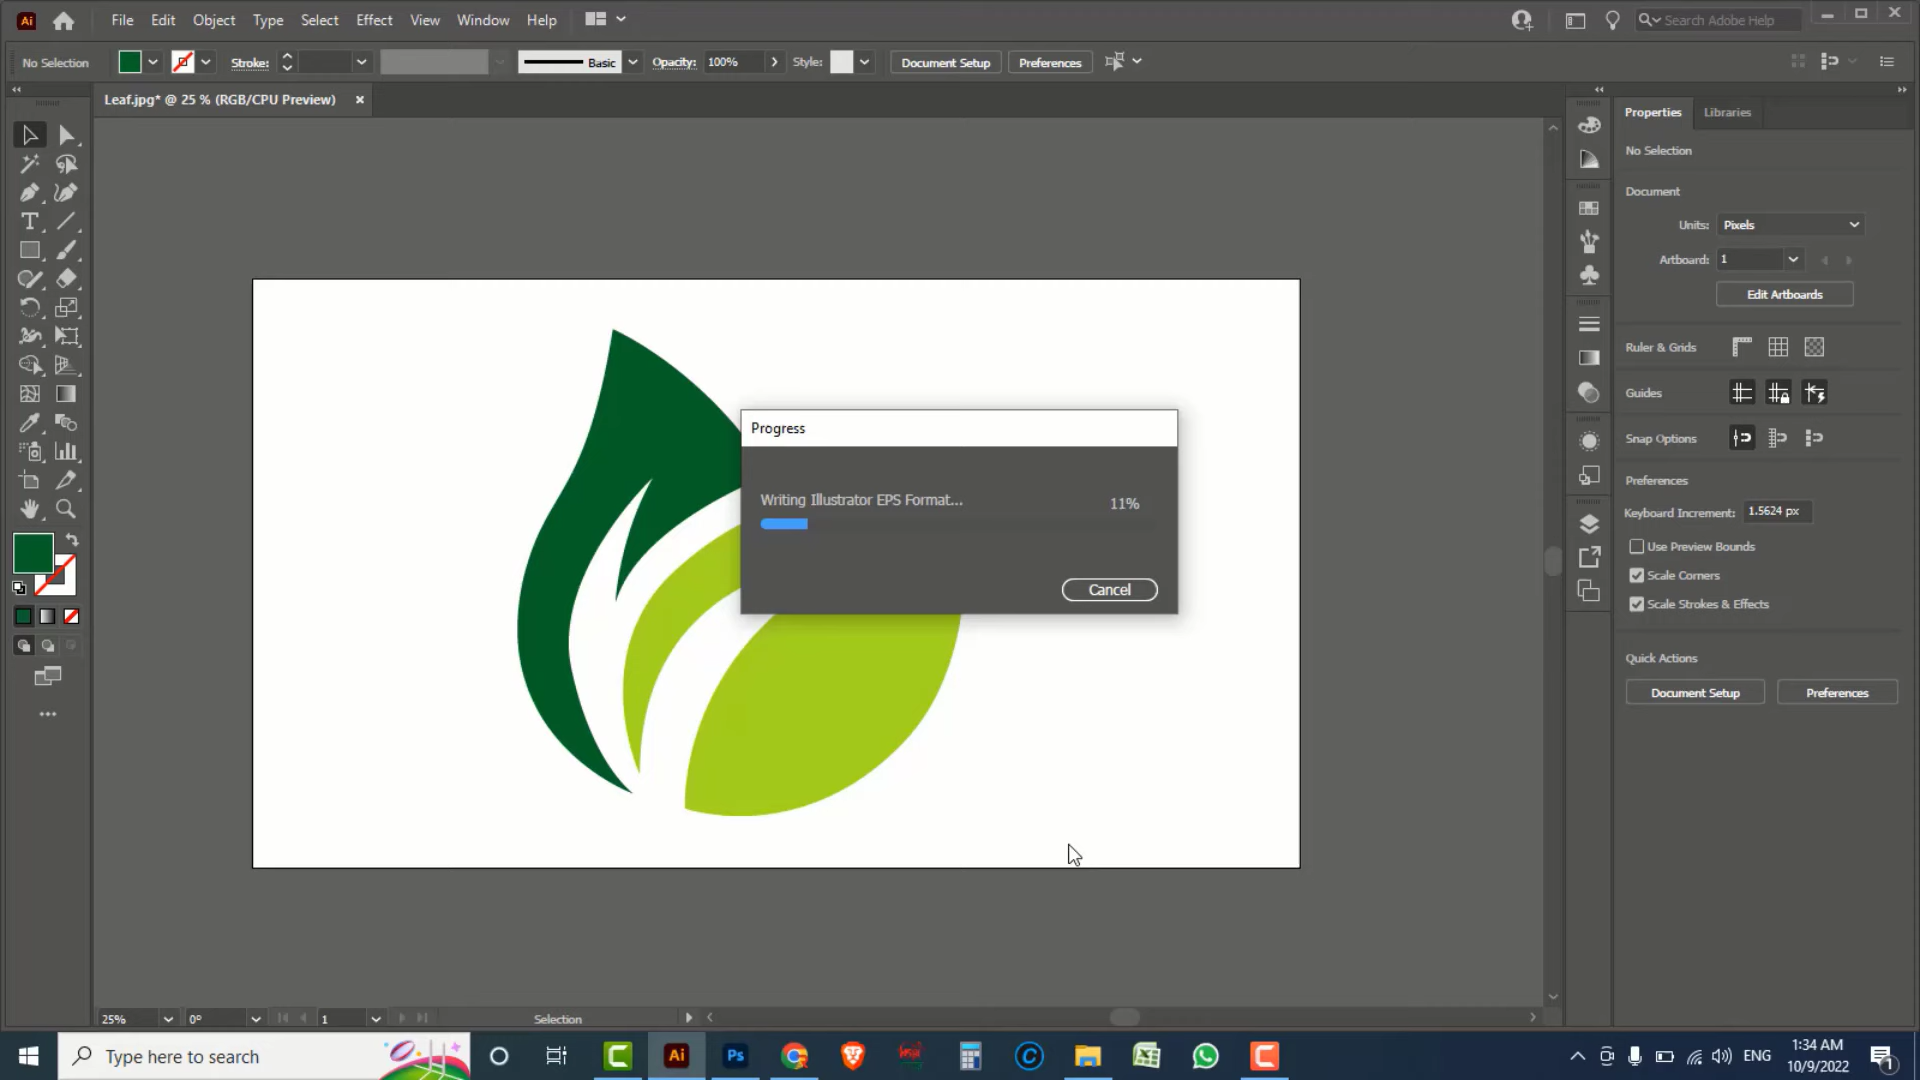 Ai File Edit Object Type Select Effect View Window Help Search Adobe Help
No Selection Stroke: Basic Opacity: 100% Style: Document Setup Preferences
Leaf.jpg* @ 25 % (RGB/CPU Preview) ×
Properties Libraries
No Selection
Document
Units: Pixels
Artboard: 1
Edit Artboards
Ruler & Grids
Guides
Snap Options
Preferences
Keyboard Increment: 1.5624 px
Use Preview Bounds
Scale Corners
Scale Strokes & Effects
Quick Actions
Document Setup Preferences
Progress
Writing Illustrator EPS Format... 11%
Cancel
25% 0° 1 Selection
Type here to search
Ai Ps
ENG
1:34 AM
10/9/2022
1